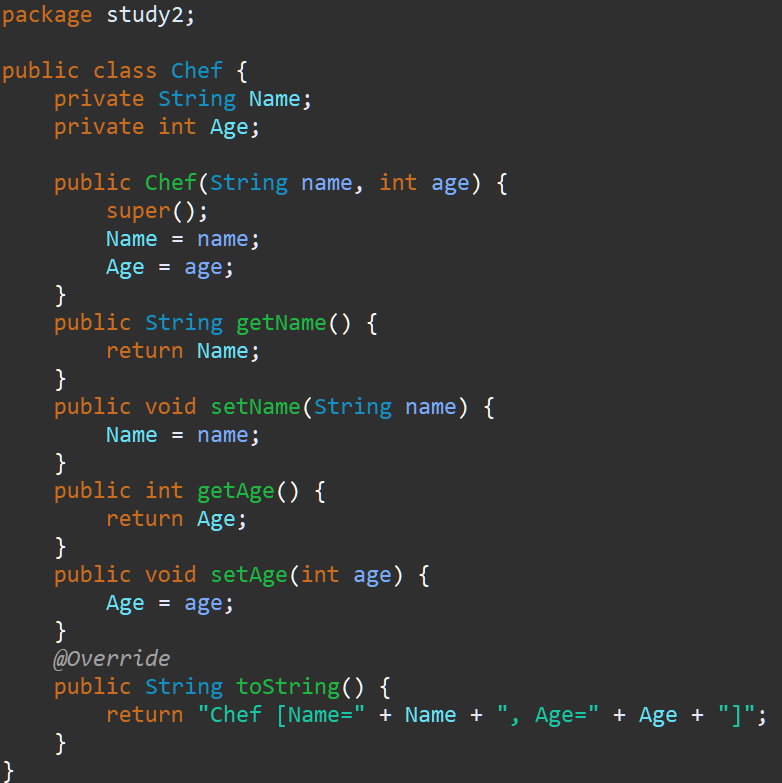 package study2;

public class Chef {
    private String Name;
    private int Age;

    public Chef(String name, int age) {
        super();
        Name = name;
        Age = age;
    }
    public String getName() {
        return Name;
    }
    public void setName(String name) {
        Name = name;
    }
    public int getAge() {
        return Age;
    }
    public void setAge(int age) {
        Age = age;
    }
    @Override
    public String toString() {
        return "Chef [Name=" + Name + ", Age=" + Age + "]";
    }
}